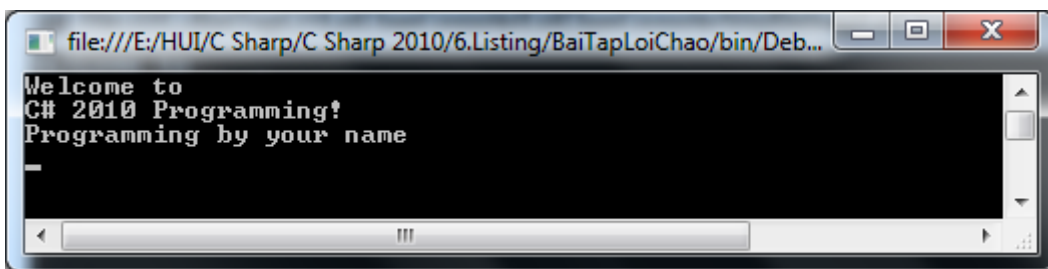 file:///E:/HUI/C Sharp/C Sharp 2010/6.Listing/BaiTapLoiChao/bin/Deb...
Welcome to
C# 2010 Programming!
Programming by your name